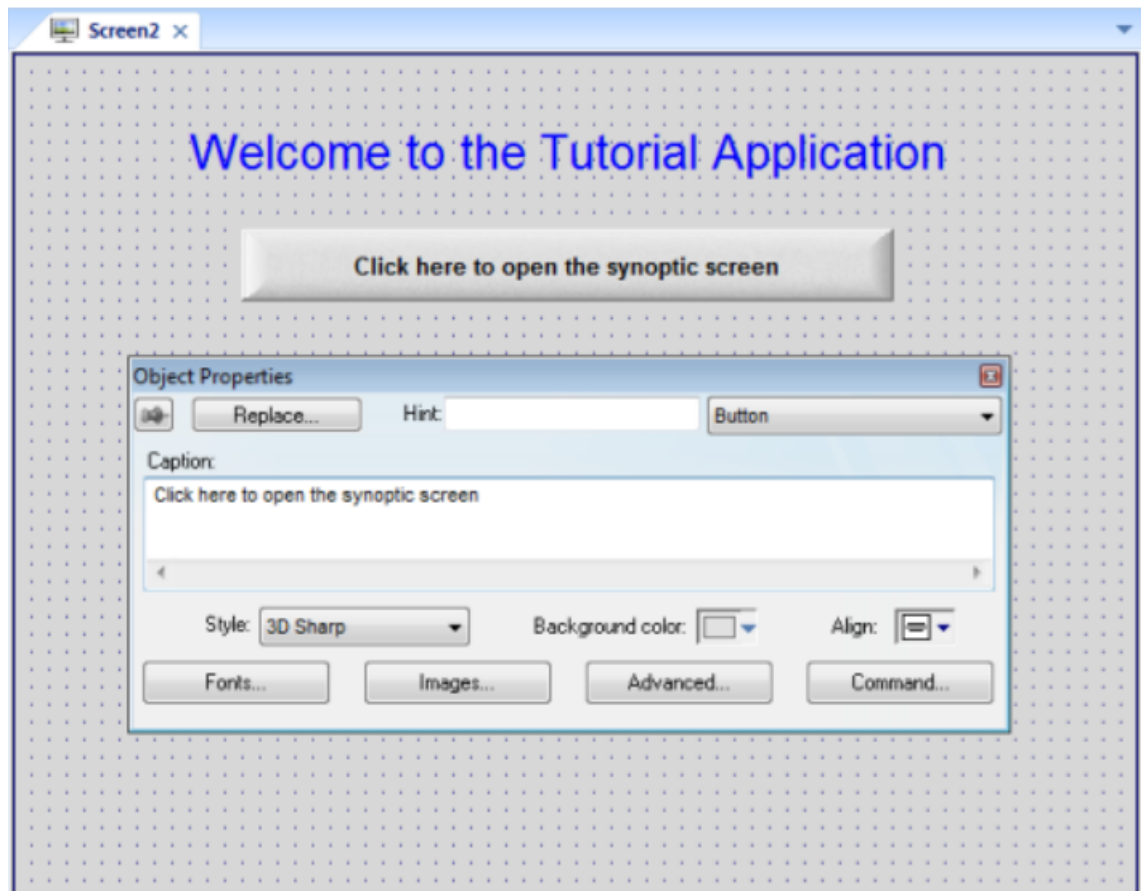 Screen2
Welcome to the Tutorial Application
Click here to open the synoptic screen
Object Properties
Replace... Hint: Button
Caption:
Click here to open the synoptic screen
Style: 3D Sharp Background color: Align:
Fonts... Images... Advanced... Command...